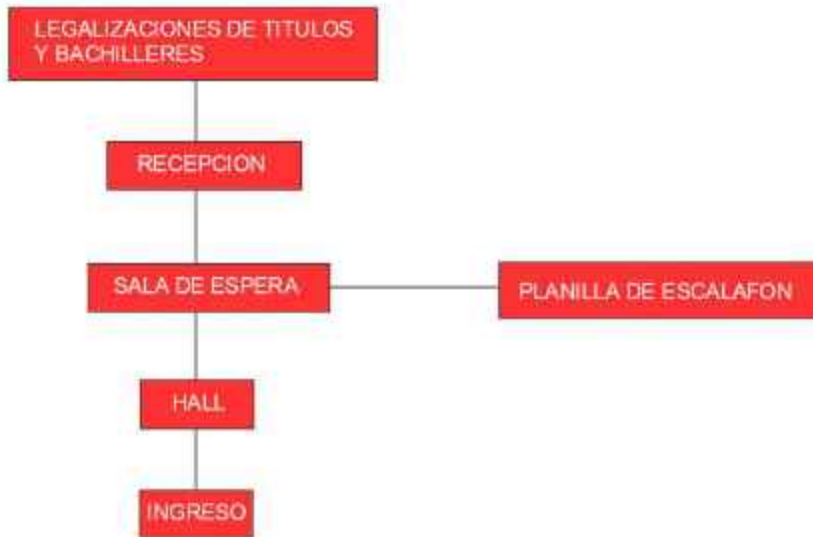 LEGALIZACIONES DE TITULOS
Y BACHILLERES
RECEPCION
SALA DE ESPERA
PLANILLA DE ESCALAFON
HALL
INGRESO